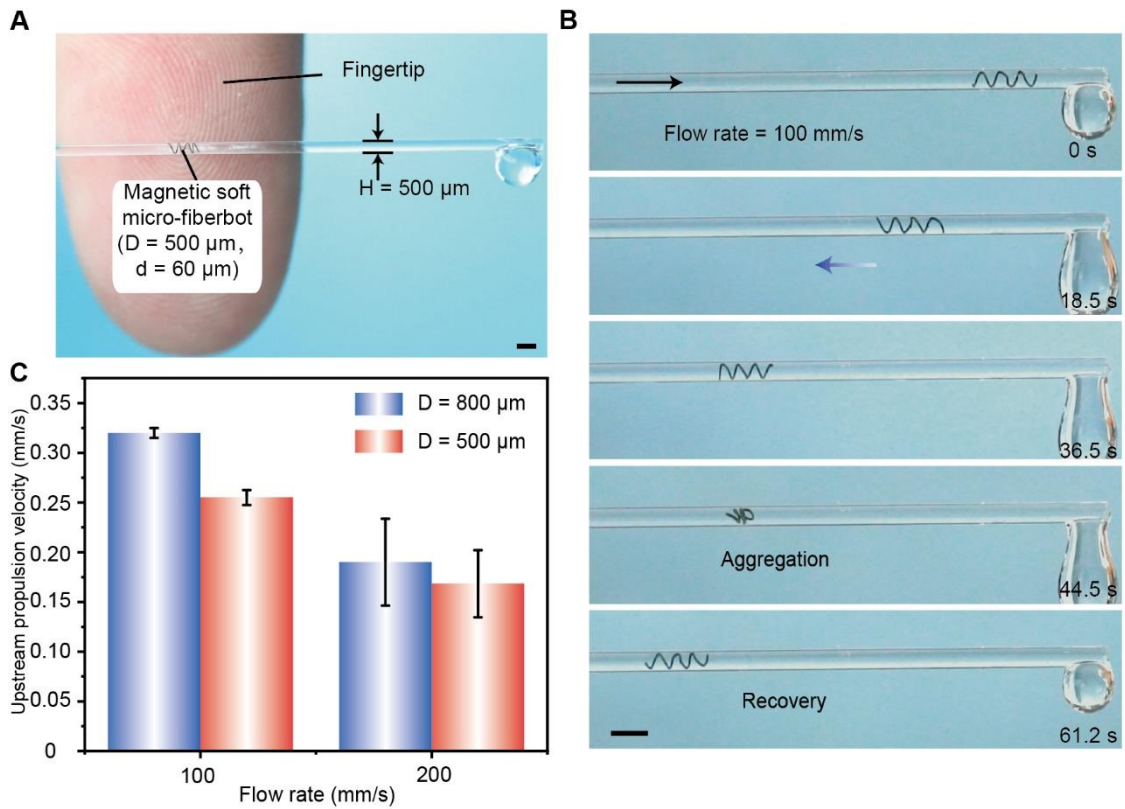 A
Fingertip
H = 500 μm
Magnetic soft
micro-fiberbot
(D = 500 μm,
d = 60 μm)
B
Flow rate = 100 mm/s
0 s
18.5 s
36.5 s
Aggregation
44.5 s
Recovery
61.2 s
C
Upstream propulsion velocity (mm/s)
0.35
0.30
0.25
0.20
0.15
0.10
0.05
0
D = 800 μm
D = 500 μm
100
200
Flow rate (mm/s)